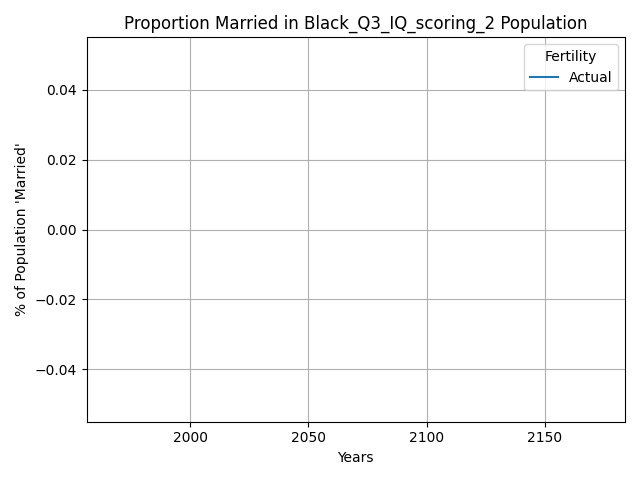 Proportion Married in Black_Q3_IQ_scoring_2 Population
Fertility
Actual
% of Population 'Married'
0.04
0.02
0.00
−0.02
−0.04
2000 2050 2100 2150
Years